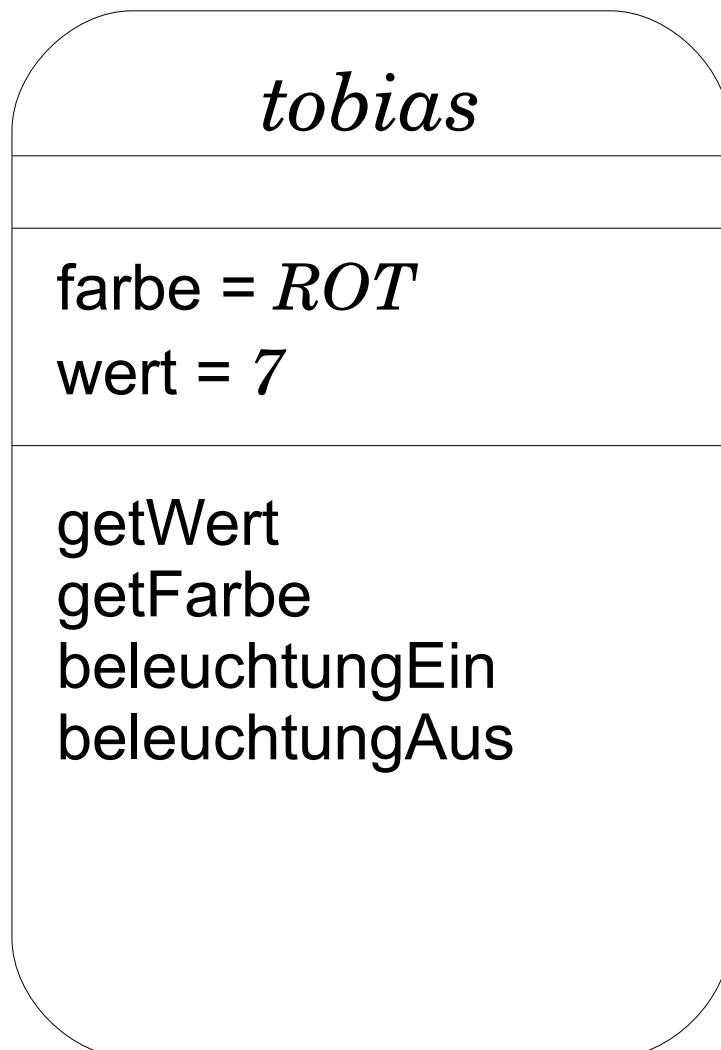 tobias
farbe = ROT
wert = 7
getWert
getFarbe
beleuchtungEin
beleuchtungAus